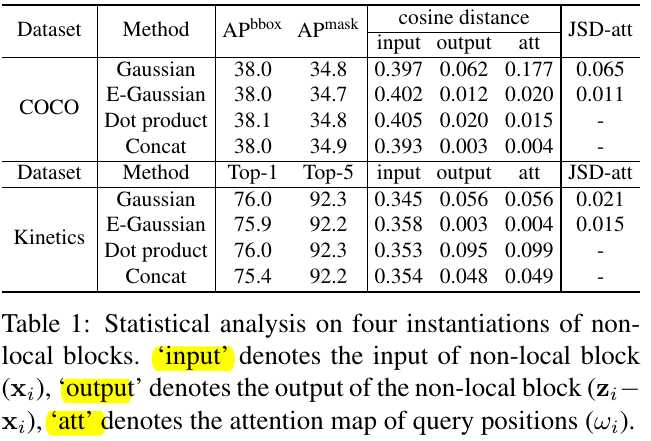 Dataset Method APbbox APmask cosine distance JSD-att
input output att
COCO Gaussian 38.0 34.8 0.397 0.062 0.177 0.065
E-Gaussian 38.0 34.7 0.402 0.012 0.020 0.011
Dot product 38.1 34.8 0.405 0.020 0.015 -
Concat 38.0 34.9 0.393 0.003 0.004 -
Dataset Method Top-1 Top-5 input output att JSD-att
Kinetics Gaussian 76.0 92.3 0.345 0.056 0.056 0.021
E-Gaussian 75.9 92.2 0.358 0.003 0.004 0.015
Dot product 76.0 92.3 0.353 0.095 0.099 -
Concat 75.4 92.2 0.354 0.048 0.049 -
Table 1: Statistical analysis on four instantiations of non-
local blocks. ‘input’ denotes the input of non-local block
(xᵢ), ‘output’ denotes the output of the non-local block (zᵢ−
xᵢ), ‘att’ denotes the attention map of query positions (ωᵢ).